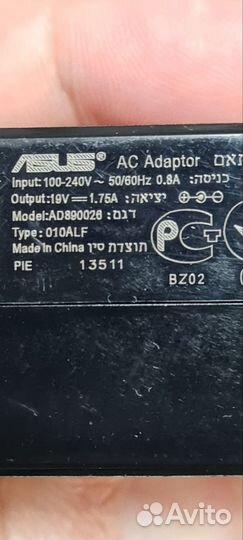 ASUS AC Adaptor
Input: 100-240V~ 50/60Hz 0.8A כניסה:
Output: 19V⎓1.75A יציאה:
Model: AD890026 דגם:
Type: 010ALF
Made in China תוצרת סין
PIE 13511
BZ02
Avito